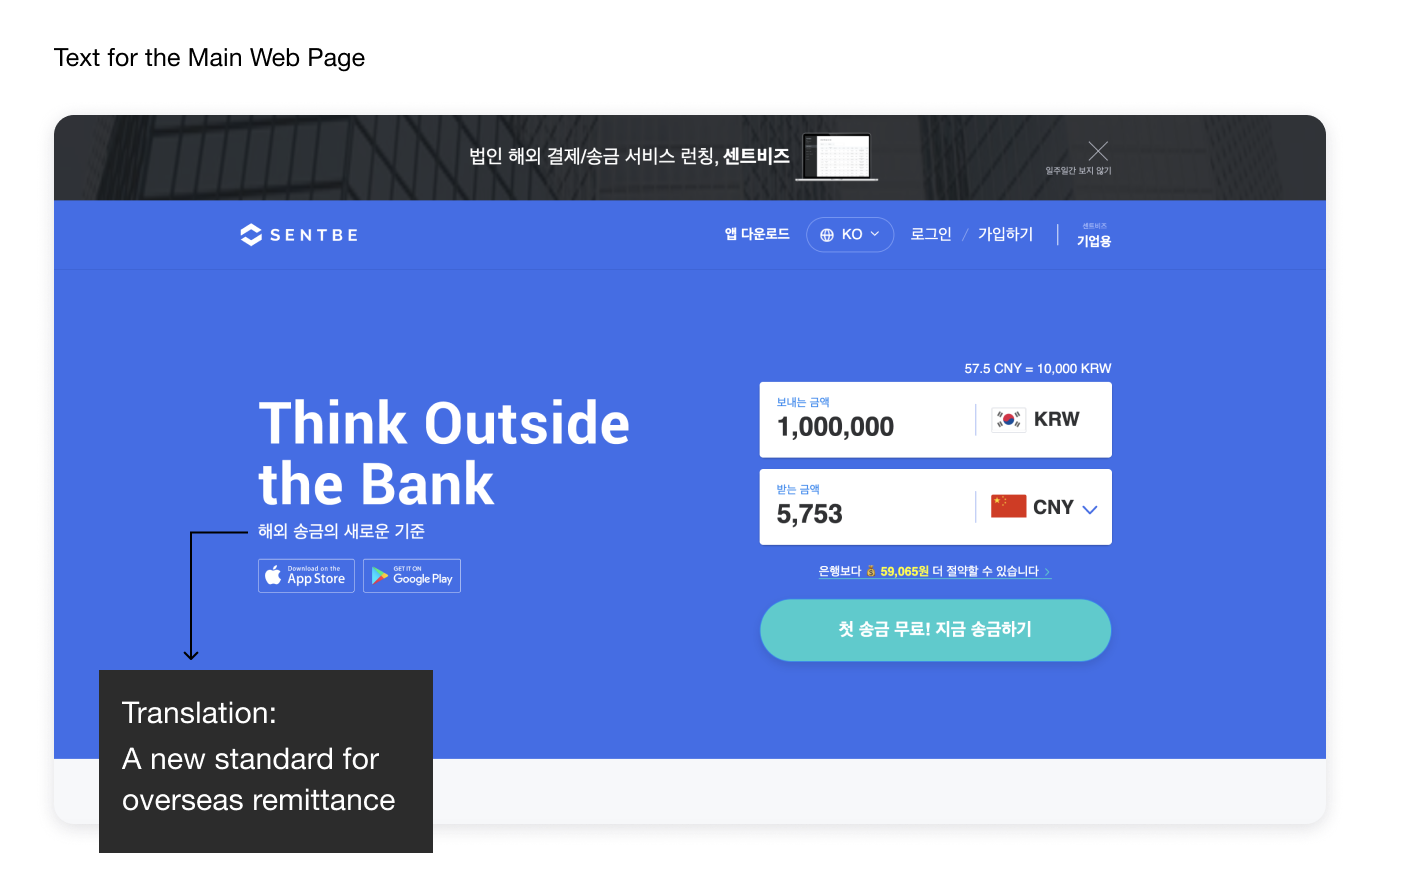 Text for the Main Web Page
법인 해외 결제/송금 서비스 런칭, 센트비즈
일주일간 보지 않기
SENTBE
앱 다운로드
KO
로그인 / 가입하기
센트비즈
기업용
57.5 CNY = 10,000 KRW
Think Outside
the Bank
해외 송금의 새로운 기준
Download on the
App Store
GET IT ON
Google Play
보내는 금액
1,000,000
KRW
받는 금액
5,753
CNY
은행보다 💰 59,065원 더 절약할 수 있습니다 >
첫 송금 무료! 지금 송금하기
Translation:
A new standard for
overseas remittance